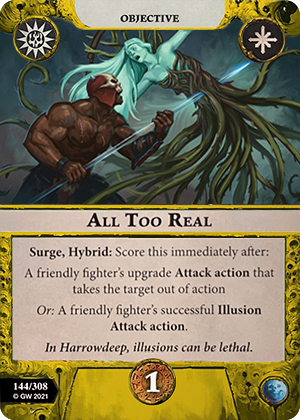 OBJECTIVE
ALL TOO REAL
Surge, Hybrid: Score this immediately after:
A friendly fighter's upgrade Attack action that
takes the target out of action
Or: A friendly fighter's successful Illusion
Attack action.
In Harrowdeep, illusions can be lethal.
144/308
© GW 2021
1